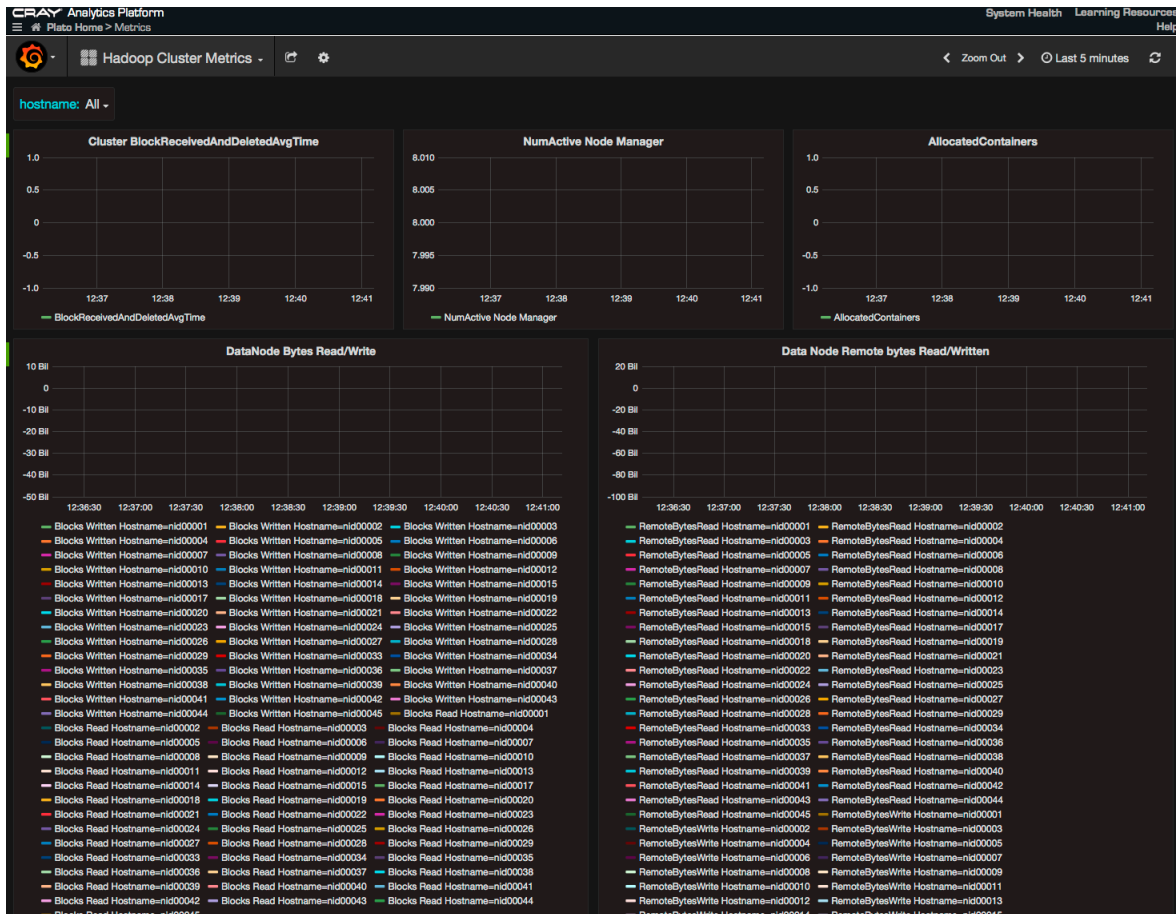 CRAY Analytics Platform
System Health Learning Resources
Plato Home > Metrics
Help
Hadoop Cluster Metrics
Zoom Out
Last 5 minutes
hostname: All
Cluster BlockReceivedAndDeletedAvgTime
1.0
0.5
0
-0.5
-1.0
12:37 12:38 12:39 12:40 12:41
BlockReceivedAndDeletedAvgTime
NumActive Node Manager
8.010
8.005
8.000
7.995
7.990
12:37 12:38 12:39 12:40 12:41
NumActive Node Manager
AllocatedContainers
1.0
0.5
0
-0.5
-1.0
12:37 12:38 12:39 12:40 12:41
AllocatedContainers
DataNode Bytes Read/Write
10 Bil
0
-10 Bil
-20 Bil
-30 Bil
-40 Bil
-50 Bil
12:36:30 12:37:00 12:37:30 12:38:00 12:38:30 12:39:00 12:39:30 12:40:00 12:40:30 12:41:00
Blocks Written Hostname=nid00001 Blocks Written Hostname=nid00002 Blocks Written Hostname=nid00003
Blocks Written Hostname=nid00004 Blocks Written Hostname=nid00005 Blocks Written Hostname=nid00006
Blocks Written Hostname=nid00007 Blocks Written Hostname=nid00008 Blocks Written Hostname=nid00009
Blocks Written Hostname=nid00010 Blocks Written Hostname=nid00011 Blocks Written Hostname=nid00012
Blocks Written Hostname=nid00013 Blocks Written Hostname=nid00014 Blocks Written Hostname=nid00015
Blocks Written Hostname=nid00017 Blocks Written Hostname=nid00018 Blocks Written Hostname=nid00019
Blocks Written Hostname=nid00020 Blocks Written Hostname=nid00021 Blocks Written Hostname=nid00022
Blocks Written Hostname=nid00023 Blocks Written Hostname=nid00024 Blocks Written Hostname=nid00025
Blocks Written Hostname=nid00026 Blocks Written Hostname=nid00027 Blocks Written Hostname=nid00028
Blocks Written Hostname=nid00029 Blocks Written Hostname=nid00033 Blocks Written Hostname=nid00034
Blocks Written Hostname=nid00035 Blocks Written Hostname=nid00036 Blocks Written Hostname=nid00037
Blocks Written Hostname=nid00038 Blocks Written Hostname=nid00039 Blocks Written Hostname=nid00040
Blocks Written Hostname=nid00041 Blocks Written Hostname=nid00042 Blocks Written Hostname=nid00043
Blocks Written Hostname=nid00044 Blocks Written Hostname=nid00045 Blocks Read Hostname=nid00001
Blocks Read Hostname=nid00002 Blocks Read Hostname=nid00003 Blocks Read Hostname=nid00004
Blocks Read Hostname=nid00005 Blocks Read Hostname=nid00006 Blocks Read Hostname=nid00007
Blocks Read Hostname=nid00008 Blocks Read Hostname=nid00009 Blocks Read Hostname=nid00010
Blocks Read Hostname=nid00011 Blocks Read Hostname=nid00012 Blocks Read Hostname=nid00013
Blocks Read Hostname=nid00014 Blocks Read Hostname=nid00015 Blocks Read Hostname=nid00017
Blocks Read Hostname=nid00018 Blocks Read Hostname=nid00019 Blocks Read Hostname=nid00020
Blocks Read Hostname=nid00021 Blocks Read Hostname=nid00022 Blocks Read Hostname=nid00023
Blocks Read Hostname=nid00024 Blocks Read Hostname=nid00025 Blocks Read Hostname=nid00026
Blocks Read Hostname=nid00027 Blocks Read Hostname=nid00028 Blocks Read Hostname=nid00029
Blocks Read Hostname=nid00033 Blocks Read Hostname=nid00034 Blocks Read Hostname=nid00035
Blocks Read Hostname=nid00036 Blocks Read Hostname=nid00037 Blocks Read Hostname=nid00038
Blocks Read Hostname=nid00039 Blocks Read Hostname=nid00040 Blocks Read Hostname=nid00041
Blocks Read Hostname=nid00042 Blocks Read Hostname=nid00043 Blocks Read Hostname=nid00044
Data Node Remote bytes Read/Written
20 Bil
0
-20 Bil
-40 Bil
-60 Bil
-80 Bil
-100 Bil
12:36:30 12:37:00 12:37:30 12:38:00 12:38:30 12:39:00 12:39:30 12:40:00 12:40:30 12:41:00
RemoteBytesRead Hostname=nid00001 RemoteBytesRead Hostname=nid00002
RemoteBytesRead Hostname=nid00003 RemoteBytesRead Hostname=nid00004
RemoteBytesRead Hostname=nid00005 RemoteBytesRead Hostname=nid00006
RemoteBytesRead Hostname=nid00007 RemoteBytesRead Hostname=nid00008
RemoteBytesRead Hostname=nid00009 RemoteBytesRead Hostname=nid00010
RemoteBytesRead Hostname=nid00011 RemoteBytesRead Hostname=nid00012
RemoteBytesRead Hostname=nid00013 RemoteBytesRead Hostname=nid00014
RemoteBytesRead Hostname=nid00015 RemoteBytesRead Hostname=nid00017
RemoteBytesRead Hostname=nid00018 RemoteBytesRead Hostname=nid00019
RemoteBytesRead Hostname=nid00020 RemoteBytesRead Hostname=nid00021
RemoteBytesRead Hostname=nid00022 RemoteBytesRead Hostname=nid00023
RemoteBytesRead Hostname=nid00024 RemoteBytesRead Hostname=nid00025
RemoteBytesRead Hostname=nid00026 RemoteBytesRead Hostname=nid00027
RemoteBytesRead Hostname=nid00028 RemoteBytesRead Hostname=nid00029
RemoteBytesRead Hostname=nid00033 RemoteBytesRead Hostname=nid00034
RemoteBytesRead Hostname=nid00035 RemoteBytesRead Hostname=nid00036
RemoteBytesRead Hostname=nid00037 RemoteBytesRead Hostname=nid00038
RemoteBytesRead Hostname=nid00039 RemoteBytesRead Hostname=nid00040
RemoteBytesRead Hostname=nid00041 RemoteBytesRead Hostname=nid00042
RemoteBytesRead Hostname=nid00043 RemoteBytesRead Hostname=nid00044
RemoteBytesRead Hostname=nid00045 RemoteBytesWrite Hostname=nid00001
RemoteBytesWrite Hostname=nid00002 RemoteBytesWrite Hostname=nid00003
RemoteBytesWrite Hostname=nid00004 RemoteBytesWrite Hostname=nid00005
RemoteBytesWrite Hostname=nid00006 RemoteBytesWrite Hostname=nid00007
RemoteBytesWrite Hostname=nid00008 RemoteBytesWrite Hostname=nid00009
RemoteBytesWrite Hostname=nid00010 RemoteBytesWrite Hostname=nid00011
RemoteBytesWrite Hostname=nid00012 RemoteBytesWrite Hostname=nid00013